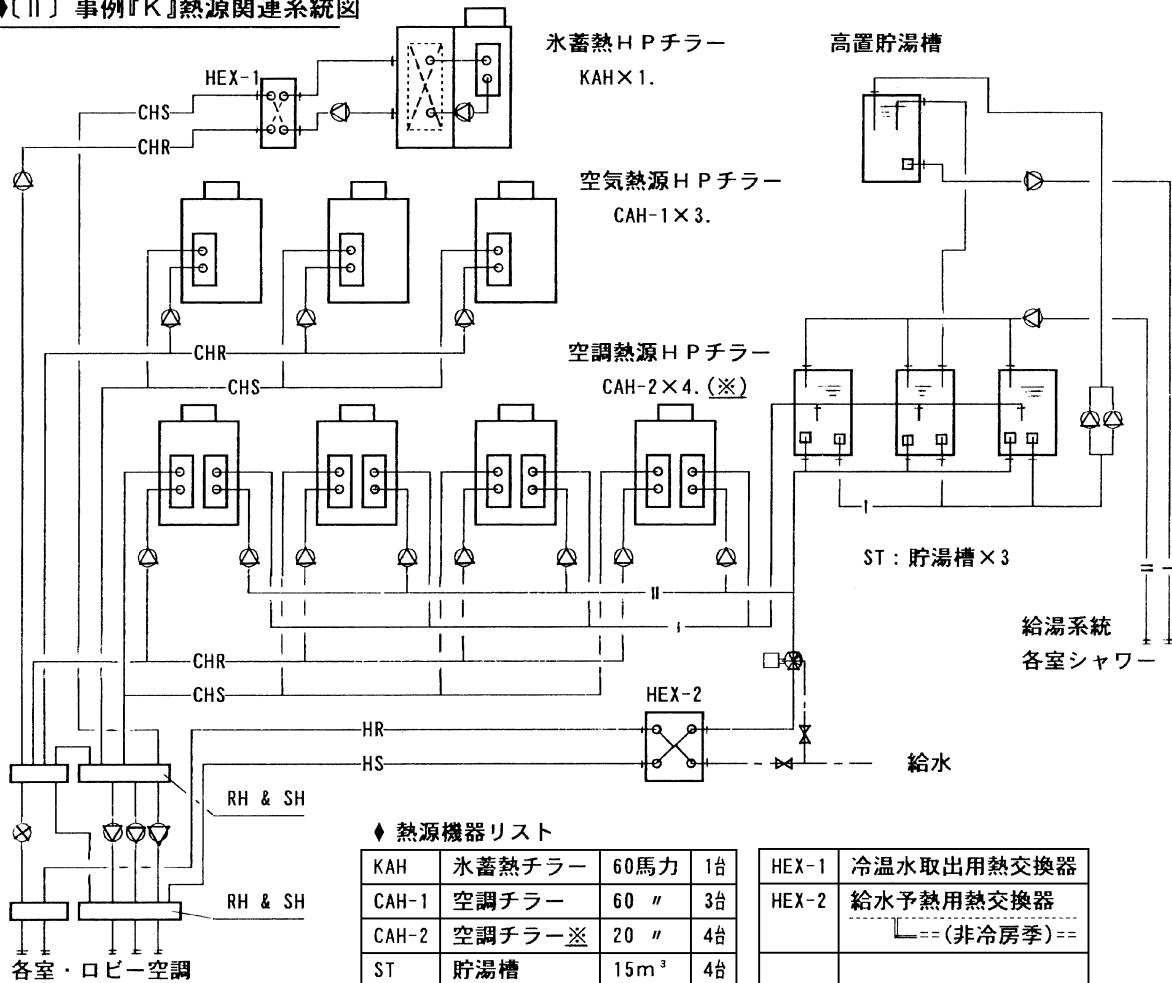 ♦〔Ⅱ〕事例『K』熱源関連系統図
氷蓄熱HPチラー
KAH×1.
高置貯湯槽
HEX-1
CHS
CHR
空気熱源HPチラー
CAH-1×3.
CHR
CHS
空調熱源HPチラー
CAH-2×4.(※)
ST:貯湯槽×3
給湯系統
各室シャワー
CHR
CHS
HEX-2
HR
HS
給水
RH & SH
RH & SH
各室・ロビー空調
♦ 熱源機器リスト
KAH 氷蓄熱チラー 60馬力 1台
CAH-1 空調チラー 60 〃 3台
CAH-2 空調チラー※ 20 〃 4台
ST 貯湯槽 15m³ 4台
HEX-1 冷温水取出用熱交換器
HEX-2 給水予熱用熱交換器
==(非冷房季)==